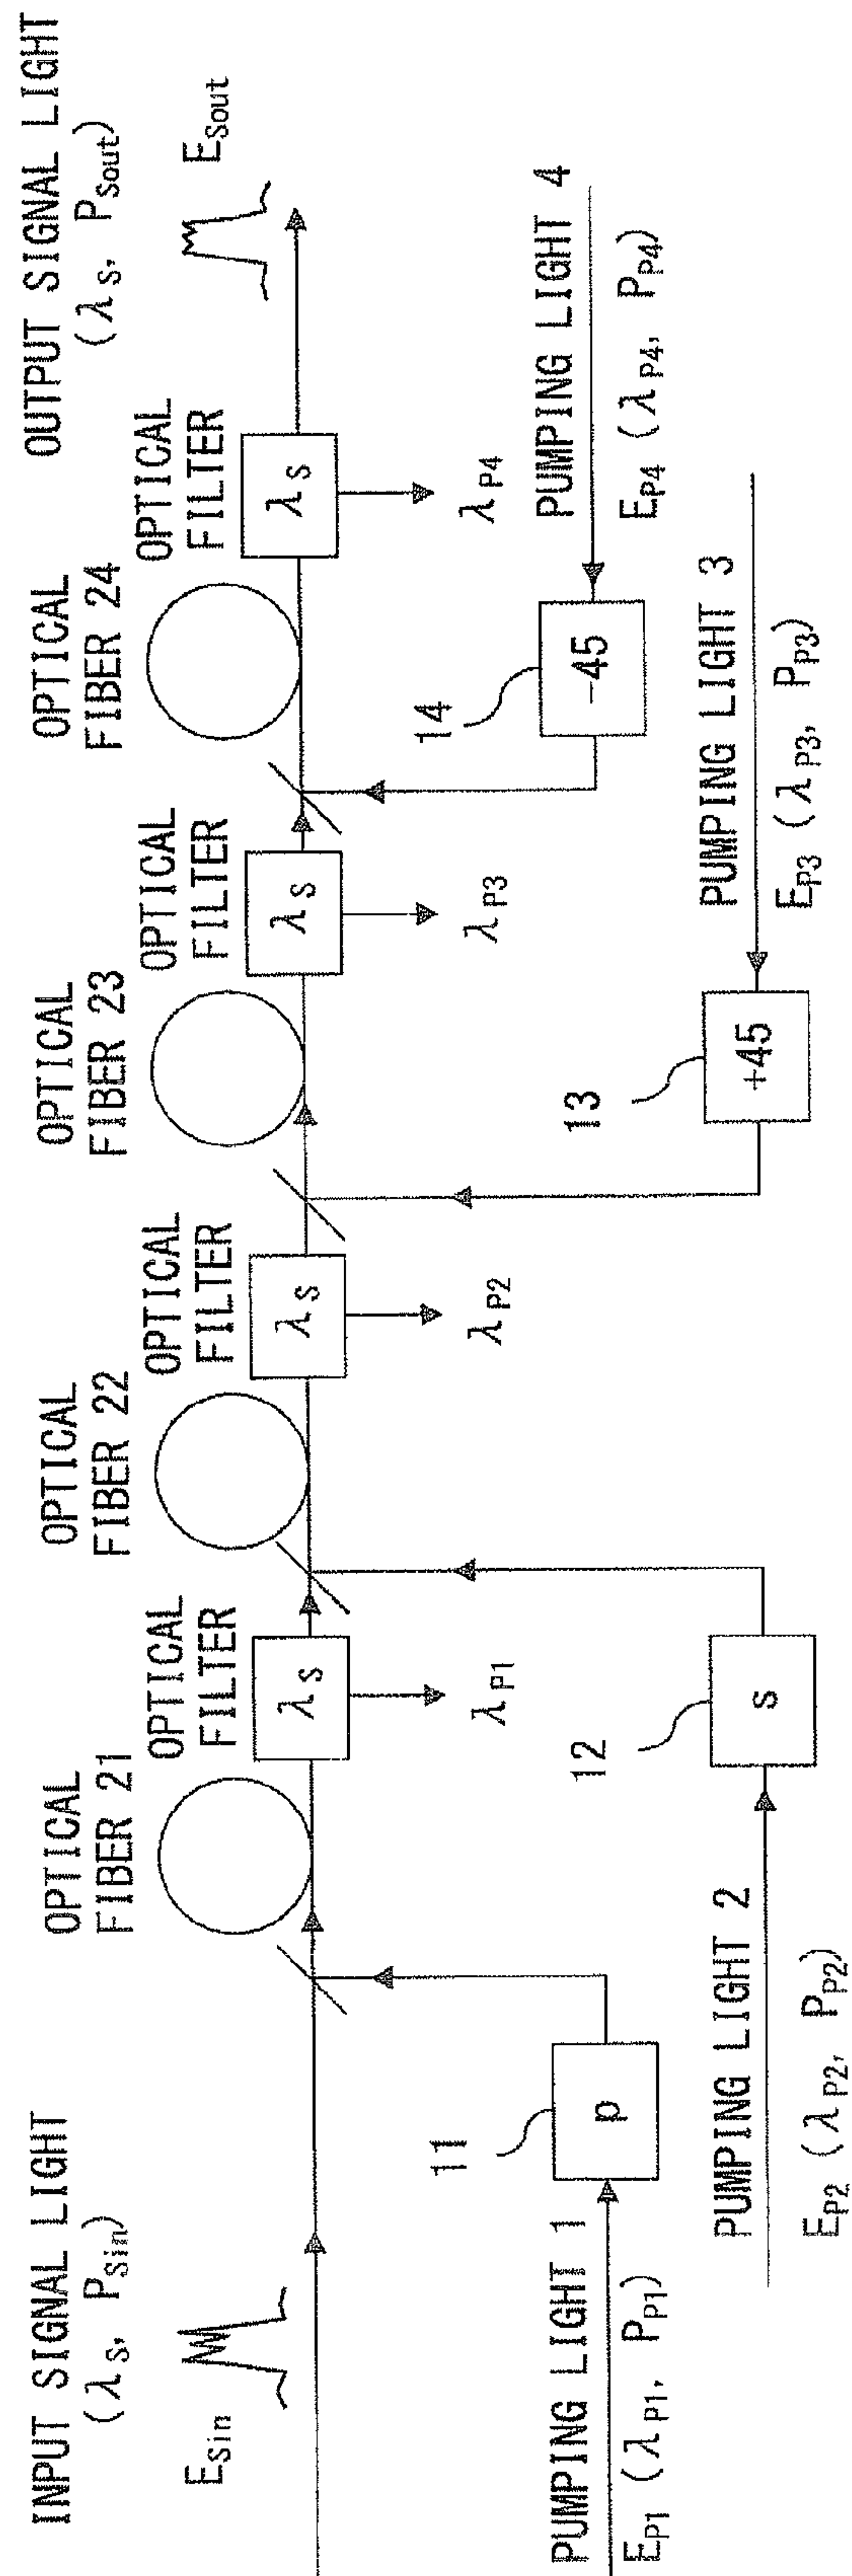 INPUT SIGNAL LIGHT
(λS, PSin)
ESin
OPTICAL
FIBER 21
OPTICAL
FILTER
λS
λP1
OPTICAL
FIBER 22
OPTICAL
FILTER
λS
λP2
OPTICAL
FIBER 23
OPTICAL
FILTER
λS
λP3
OPTICAL
FIBER 24
OPTICAL
FILTER
λS
λP4
OUTPUT SIGNAL LIGHT
(λS, PSout)
ESout
PUMPING LIGHT 1
EP1 (λP1, PP1)
11
p
PUMPING LIGHT 2
EP2 (λP2, PP2)
12
s
13
+45
PUMPING LIGHT 3
EP3 (λP3, PP3)
14
-45
PUMPING LIGHT 4
EP4 (λP4, PP4)